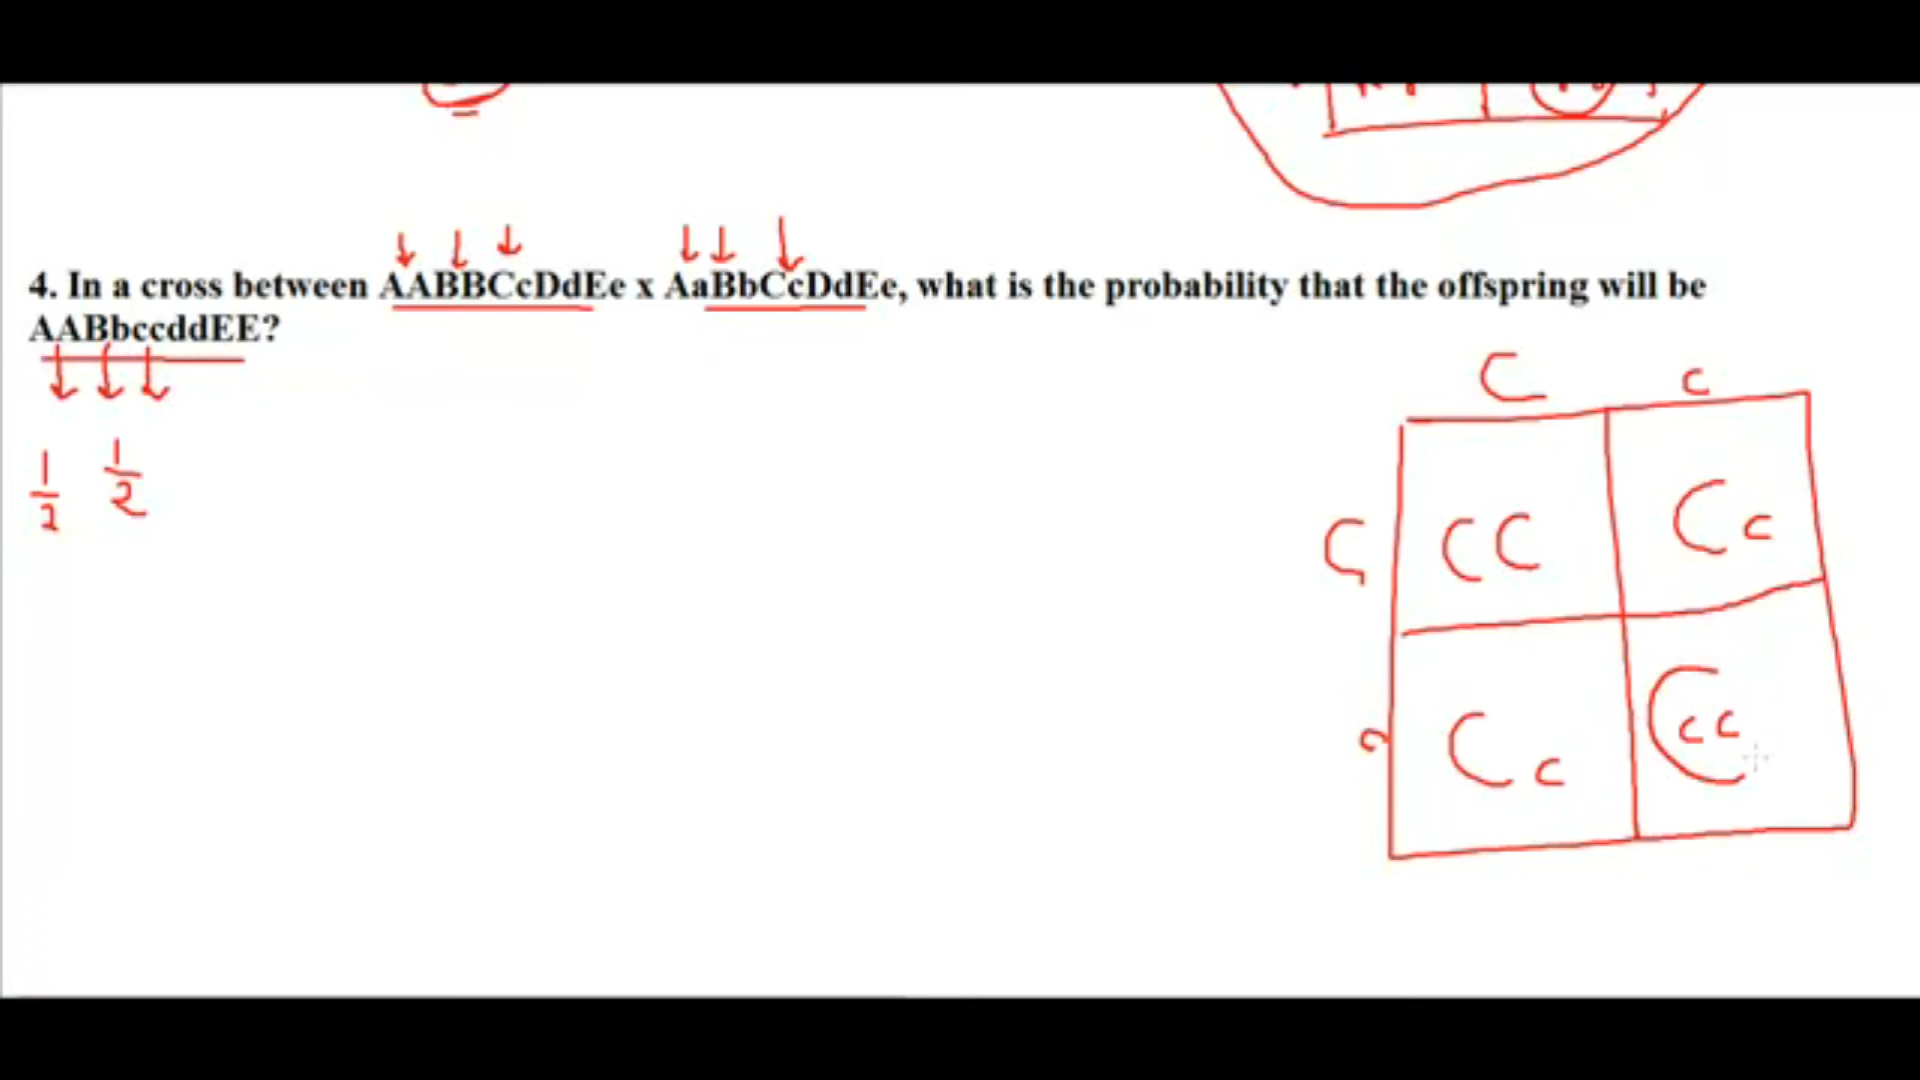 4. In a cross between AABBCcDdEe x AaBbCcDdEe, what is the probability that the offspring will be
AABbccddEE?
1/2 1/2
C c
C CC Cc
Cc cc